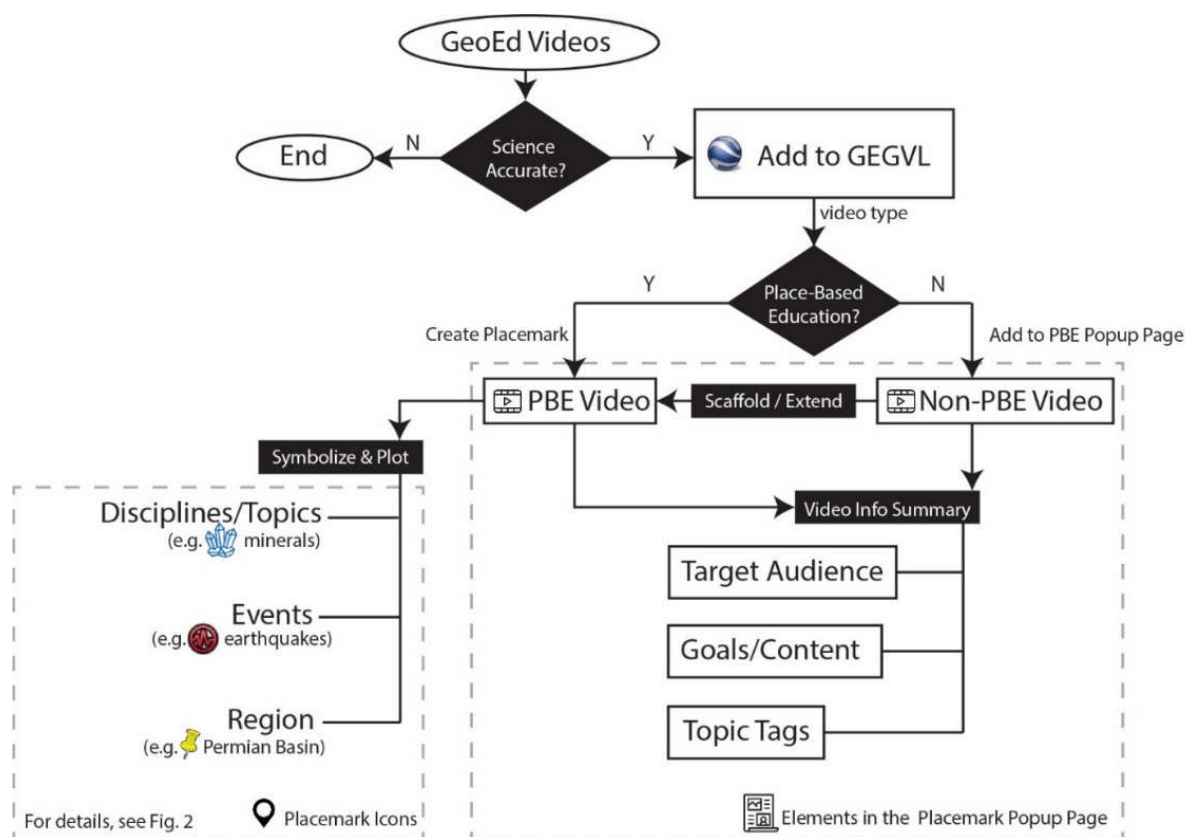 GeoEd Videos
N
Science
Accurate?
Y
End
Add to GEGVL
video type
Y
Place-Based
Education?
N
Create Placemark
Add to PBE Popup Page
PBE Video
Scaffold / Extend
Non-PBE Video
Symbolize & Plot
Disciplines/Topics
(e.g. minerals)
Events
(e.g. earthquakes)
Region
(e.g. Permian Basin)
Video Info Summary
Target Audience
Goals/Content
Topic Tags
For details, see Fig. 2
Placemark Icons
Elements in the Placemark Popup Page